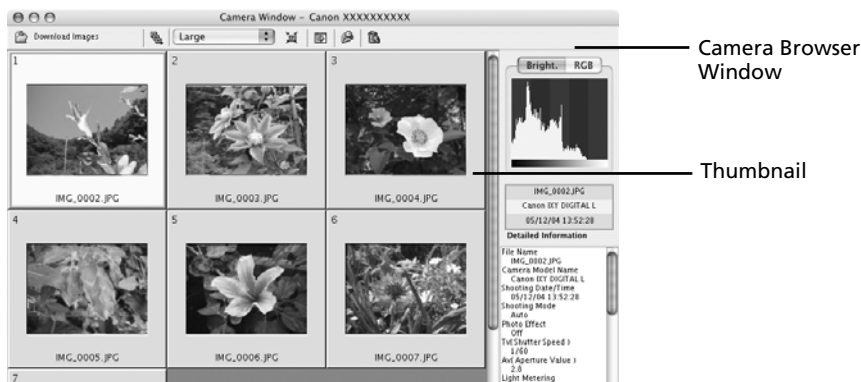 Camera Window – Canon XXXXXXXXXX
Download Images
Large
Camera Browser
Window
1
2
3
Bright.
RGB
Thumbnail
IMG_0002.JPG
IMG_0003.JPG
IMG_0004.JPG
IMG_0002.JPG
Canon IXY DIGITAL L
05/12/04 13:52:28
Detailed Information
4
5
6
File Name
IMG_0002.JPG
Camera Model Name
Canon IXY DIGITAL L
Shooting Date/Time
05/12/04 13:52:28
Shooting Mode
Auto
Photo Effect
Off
Tv(Shutter Speed )
1/60
Av( Aperture Value )
2.8
Light Metering
IMG_0005.JPG
IMG_0006.JPG
IMG_0007.JPG
7